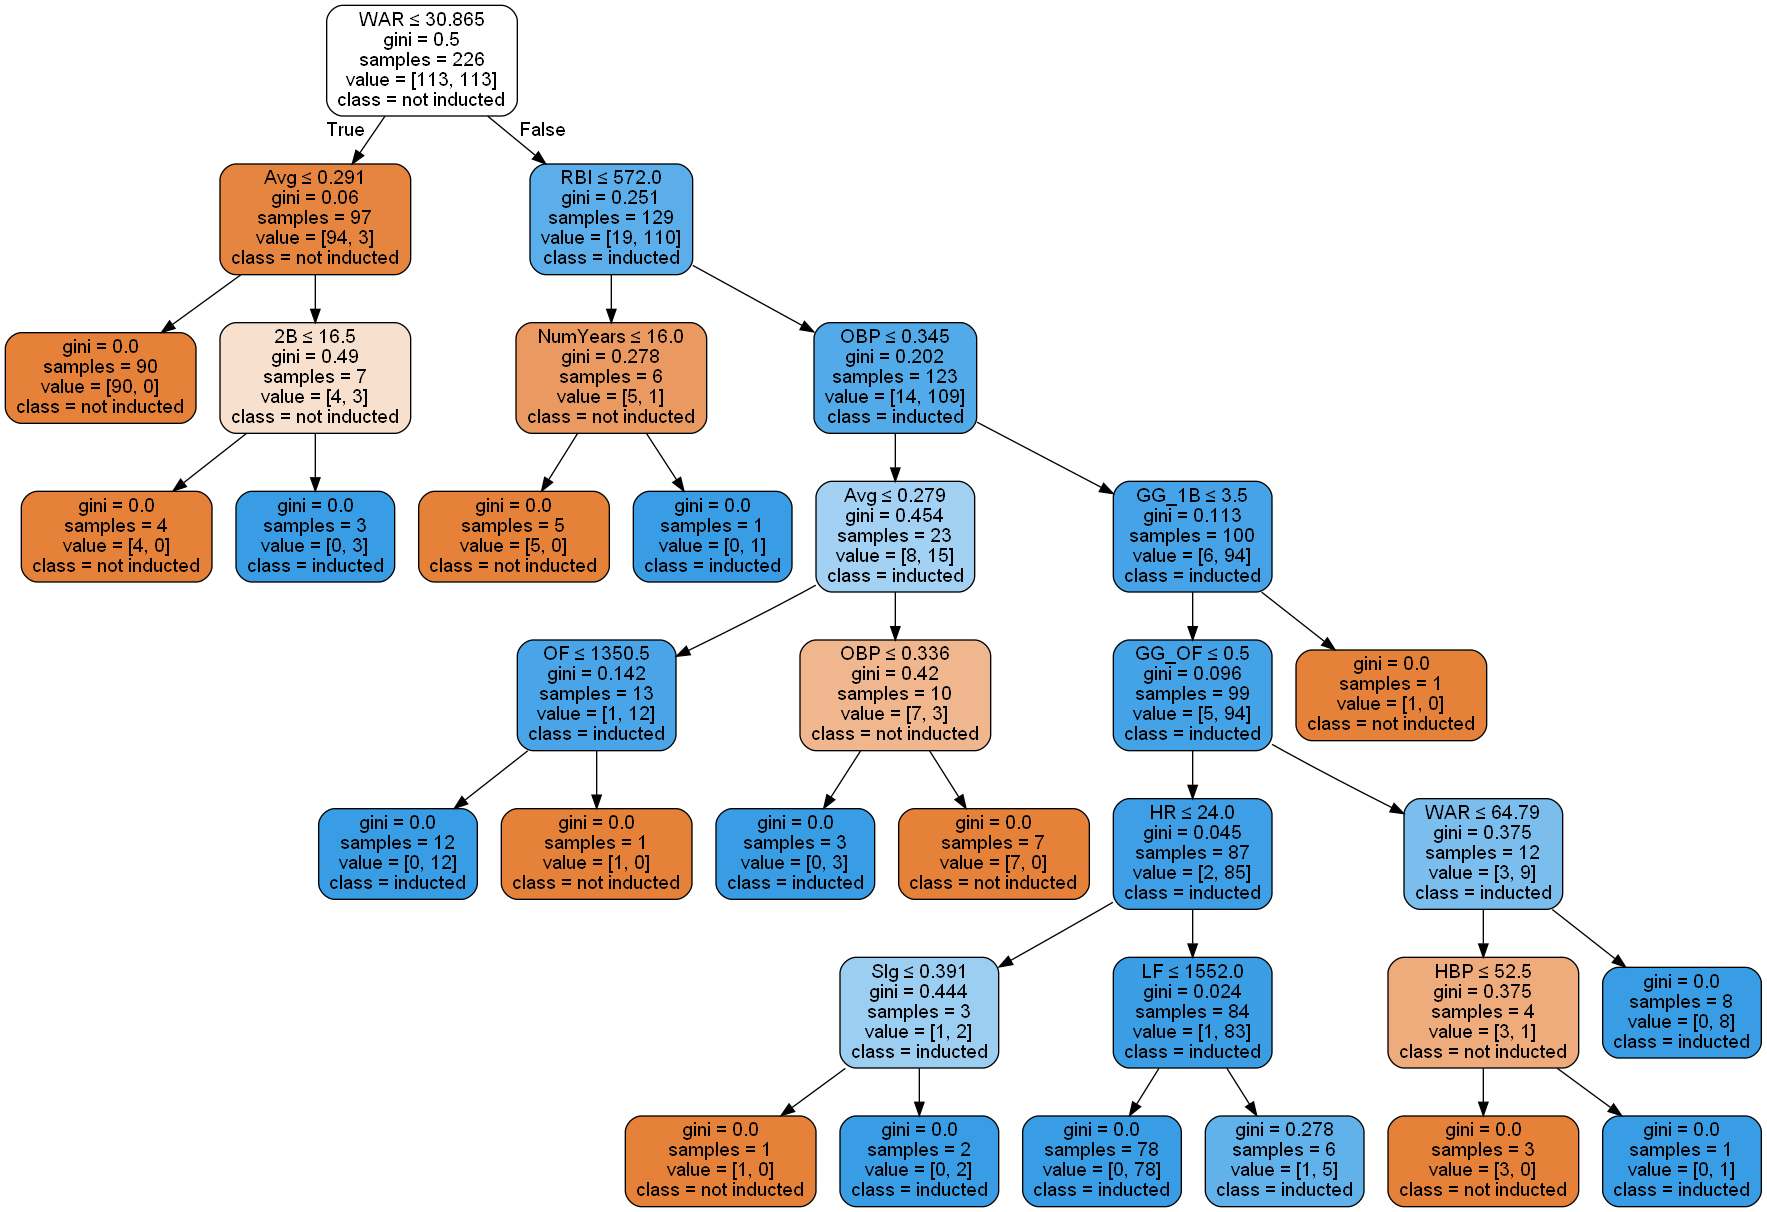 WAR ≤ 30.865
gini = 0.5
samples = 226
value = [113, 113]
class = not inducted
True
False
Avg ≤ 0.291
gini = 0.06
samples = 97
value = [94, 3]
class = not inducted
RBI ≤ 572.0
gini = 0.251
samples = 129
value = [19, 110]
class = inducted
gini = 0.0
samples = 90
value = [90, 0]
class = not inducted
2B ≤ 16.5
gini = 0.49
samples = 7
value = [4, 3]
class = not inducted
NumYears ≤ 16.0
gini = 0.278
samples = 6
value = [5, 1]
class = not inducted
OBP ≤ 0.345
gini = 0.202
samples = 123
value = [14, 109]
class = inducted
gini = 0.0
samples = 4
value = [4, 0]
class = not inducted
gini = 0.0
samples = 3
value = [0, 3]
class = inducted
gini = 0.0
samples = 5
value = [5, 0]
class = not inducted
gini = 0.0
samples = 1
value = [0, 1]
class = inducted
Avg ≤ 0.279
gini = 0.454
samples = 23
value = [8, 15]
class = inducted
GG_1B ≤ 3.5
gini = 0.113
samples = 100
value = [6, 94]
class = inducted
OF ≤ 1350.5
gini = 0.142
samples = 13
value = [1, 12]
class = inducted
OBP ≤ 0.336
gini = 0.42
samples = 10
value = [7, 3]
class = not inducted
GG_OF ≤ 0.5
gini = 0.096
samples = 99
value = [5, 94]
class = inducted
gini = 0.0
samples = 1
value = [1, 0]
class = not inducted
gini = 0.0
samples = 12
value = [0, 12]
class = inducted
gini = 0.0
samples = 1
value = [1, 0]
class = not inducted
gini = 0.0
samples = 3
value = [0, 3]
class = inducted
gini = 0.0
samples = 7
value = [7, 0]
class = not inducted
HR ≤ 24.0
gini = 0.045
samples = 87
value = [2, 85]
class = inducted
WAR ≤ 64.79
gini = 0.375
samples = 12
value = [3, 9]
class = inducted
Slg ≤ 0.391
gini = 0.444
samples = 3
value = [1, 2]
class = inducted
LF ≤ 1552.0
gini = 0.024
samples = 84
value = [1, 83]
class = inducted
HBP ≤ 52.5
gini = 0.375
samples = 4
value = [3, 1]
class = not inducted
gini = 0.0
samples = 8
value = [0, 8]
class = inducted
gini = 0.0
samples = 1
value = [1, 0]
class = not inducted
gini = 0.0
samples = 2
value = [0, 2]
class = inducted
gini = 0.0
samples = 78
value = [0, 78]
class = inducted
gini = 0.278
samples = 6
value = [1, 5]
class = inducted
gini = 0.0
samples = 3
value = [3, 0]
class = not inducted
gini = 0.0
samples = 1
value = [0, 1]
class = inducted